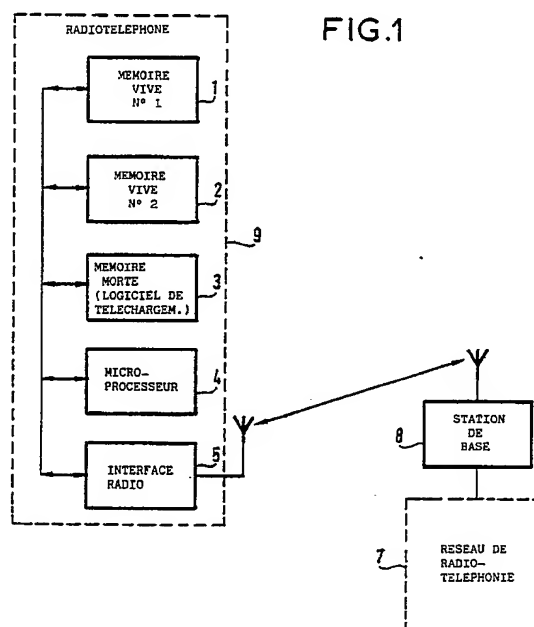 FIG.1
RADIOTELEPHONE
MEMOIRE
VIVE
N° 1
1
MEMOIRE
VIVE
N° 2
2
9
MEMOIRE
MORTE
(LOGICIEL DE
TELECHARGEM.)
3
MICRO-
PROCESSEUR
4
INTERFACE
RADIO
5
STATION
DE
BASE
8
RESEAU DE
RADIO-
TELEPHONIE
7